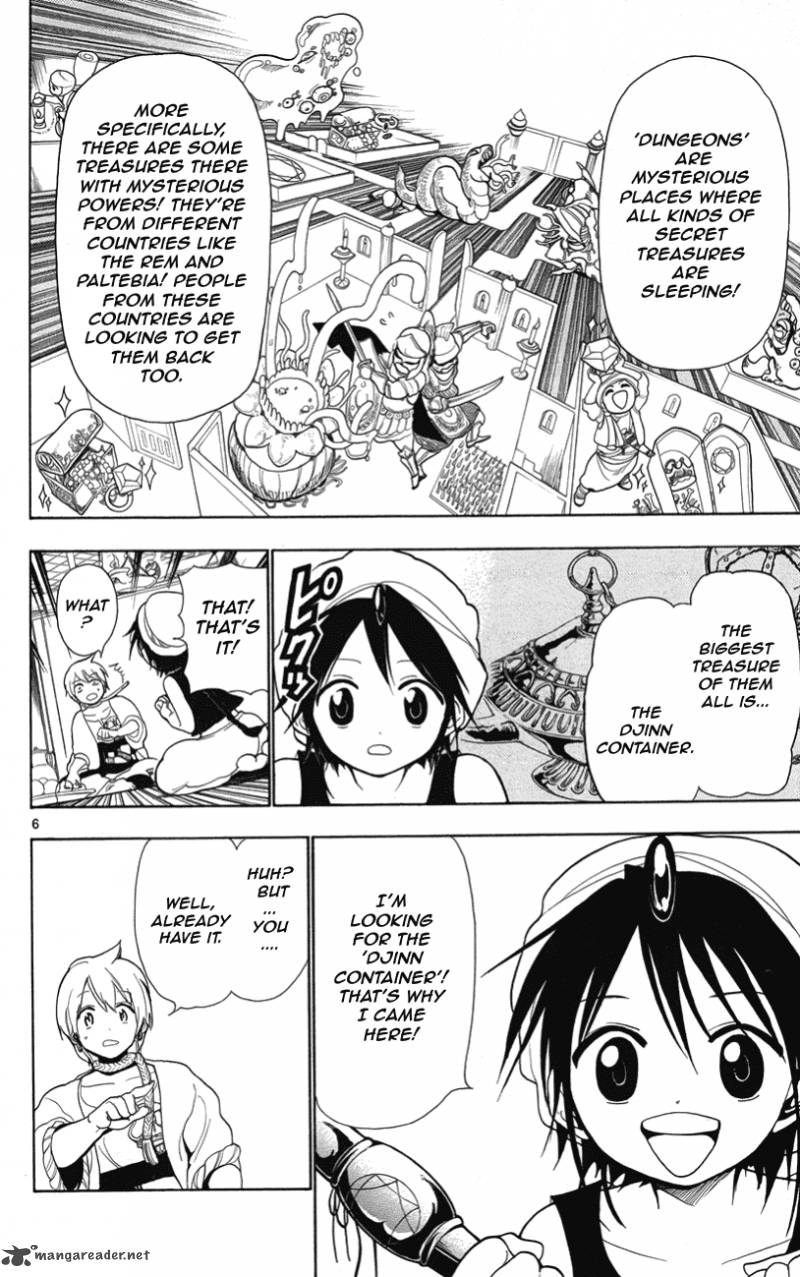 'DUNGEONS'
ARE
MYSTERIOUS
PLACES WHERE
ALL KINDS OF
SECRET
TREASURES
ARE
SLEEPING!
MORE
SPECIFICALLY,
THERE ARE SOME
TREASURES THERE
WITH MYSTERIOUS
POWERS! THEY'RE
FROM DIFFERENT
COUNTRIES LIKE
THE REM AND
PALTEBIA! PEOPLE
FROM THESE
COUNTRIES ARE
LOOKING TO GET
THEM BACK
TOO.
THE
BIGGEST
TREASURE
OF THEM
ALL IS...
THE
DJINN
CONTAINER.
ピクッ
THAT!
THAT'S
IT!
WHAT
?
6
I'M
LOOKING
FOR THE
'DJINN
CONTAINER'!
THAT'S WHY
I CAME
HERE!
HUH?
BUT
...
YOU
....
WELL,
ALREADY
HAVE IT.
mangareader.net